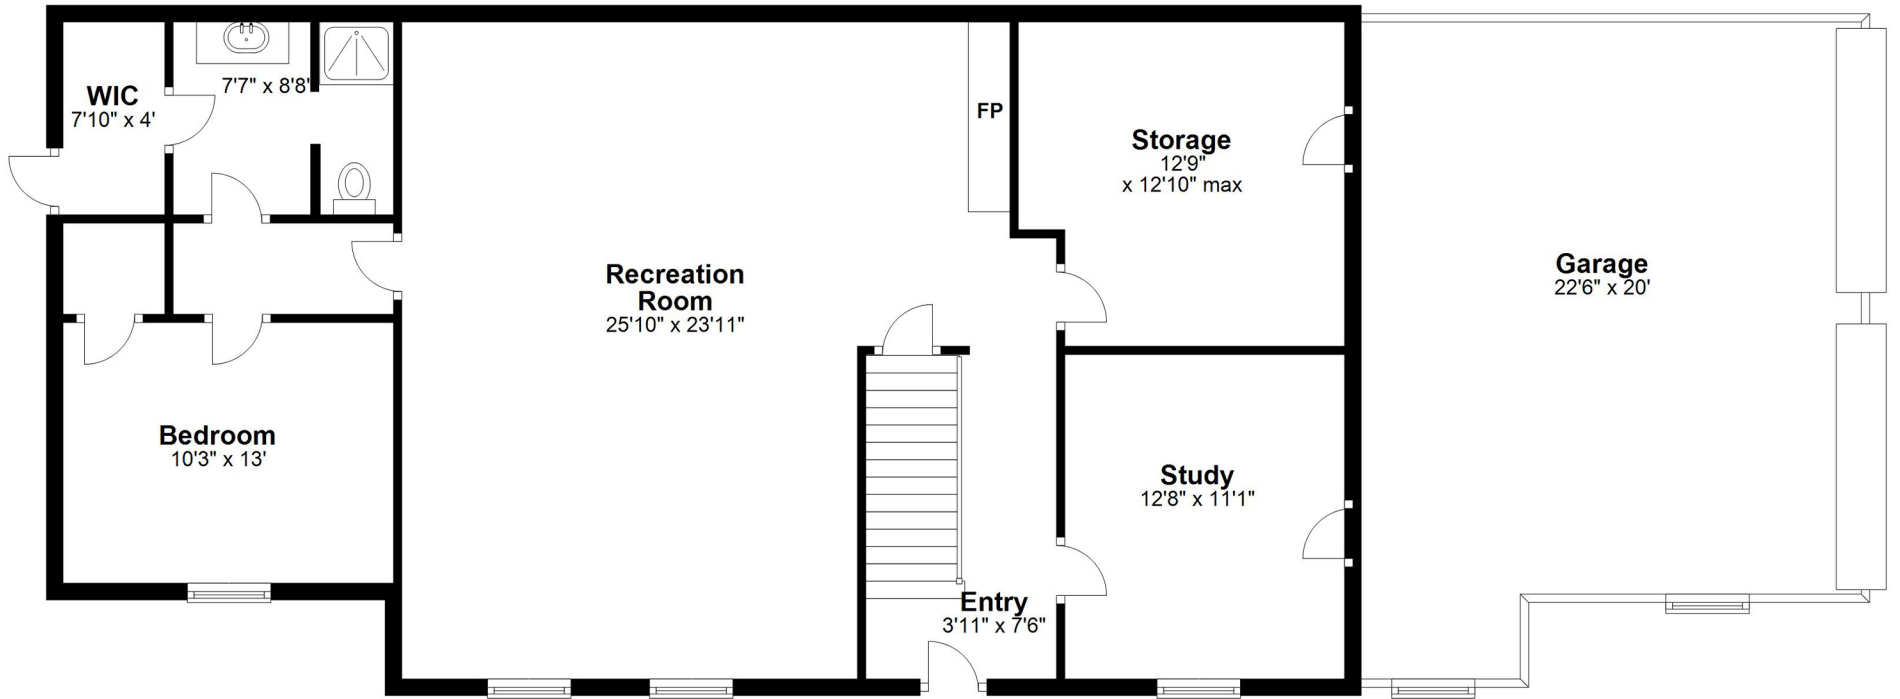 WIC
7'10" x 4'
7'7" x 8'8"
FP
Storage
12'9"
x 12'10" max
Recreation
Room
25'10" x 23'11"
Garage
22'6" x 20'
Bedroom
10'3" x 13'
Study
12'8" x 11'1"
Entry
3'11" x 7'6"